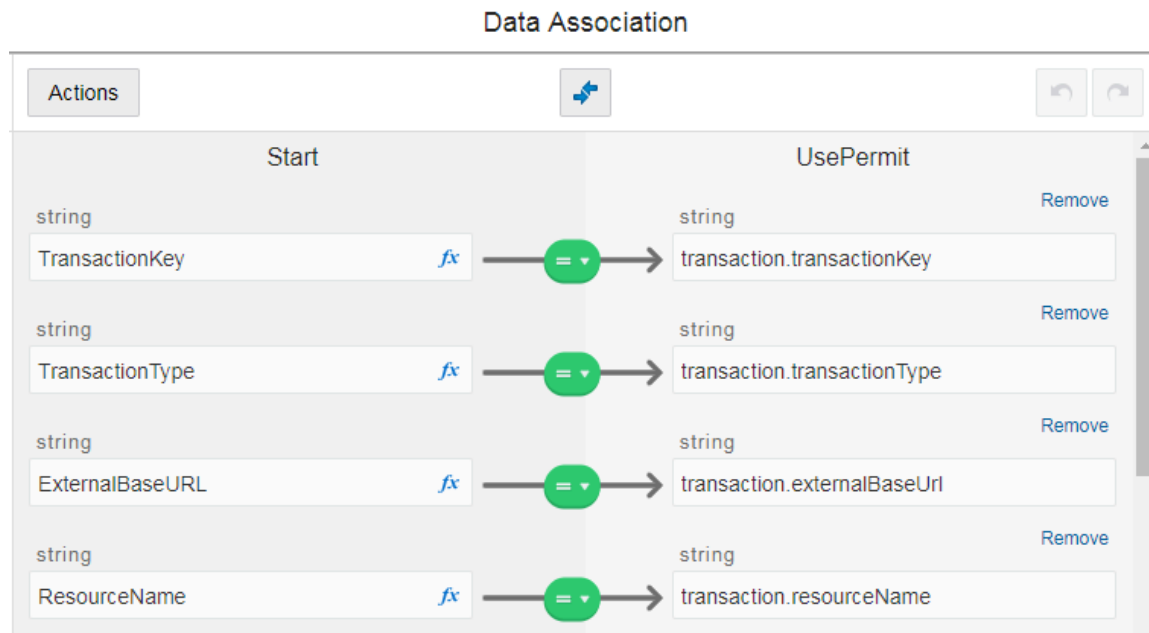 Data Association
Actions
Start UsePermit
Remove
string string
TransactionKey fx = transaction.transactionKey
Remove
string string
TransactionType fx = transaction.transactionType
Remove
string string
ExternalBaseURL fx = transaction.externalBaseUrl
Remove
string string
ResourceName fx = transaction.resourceName